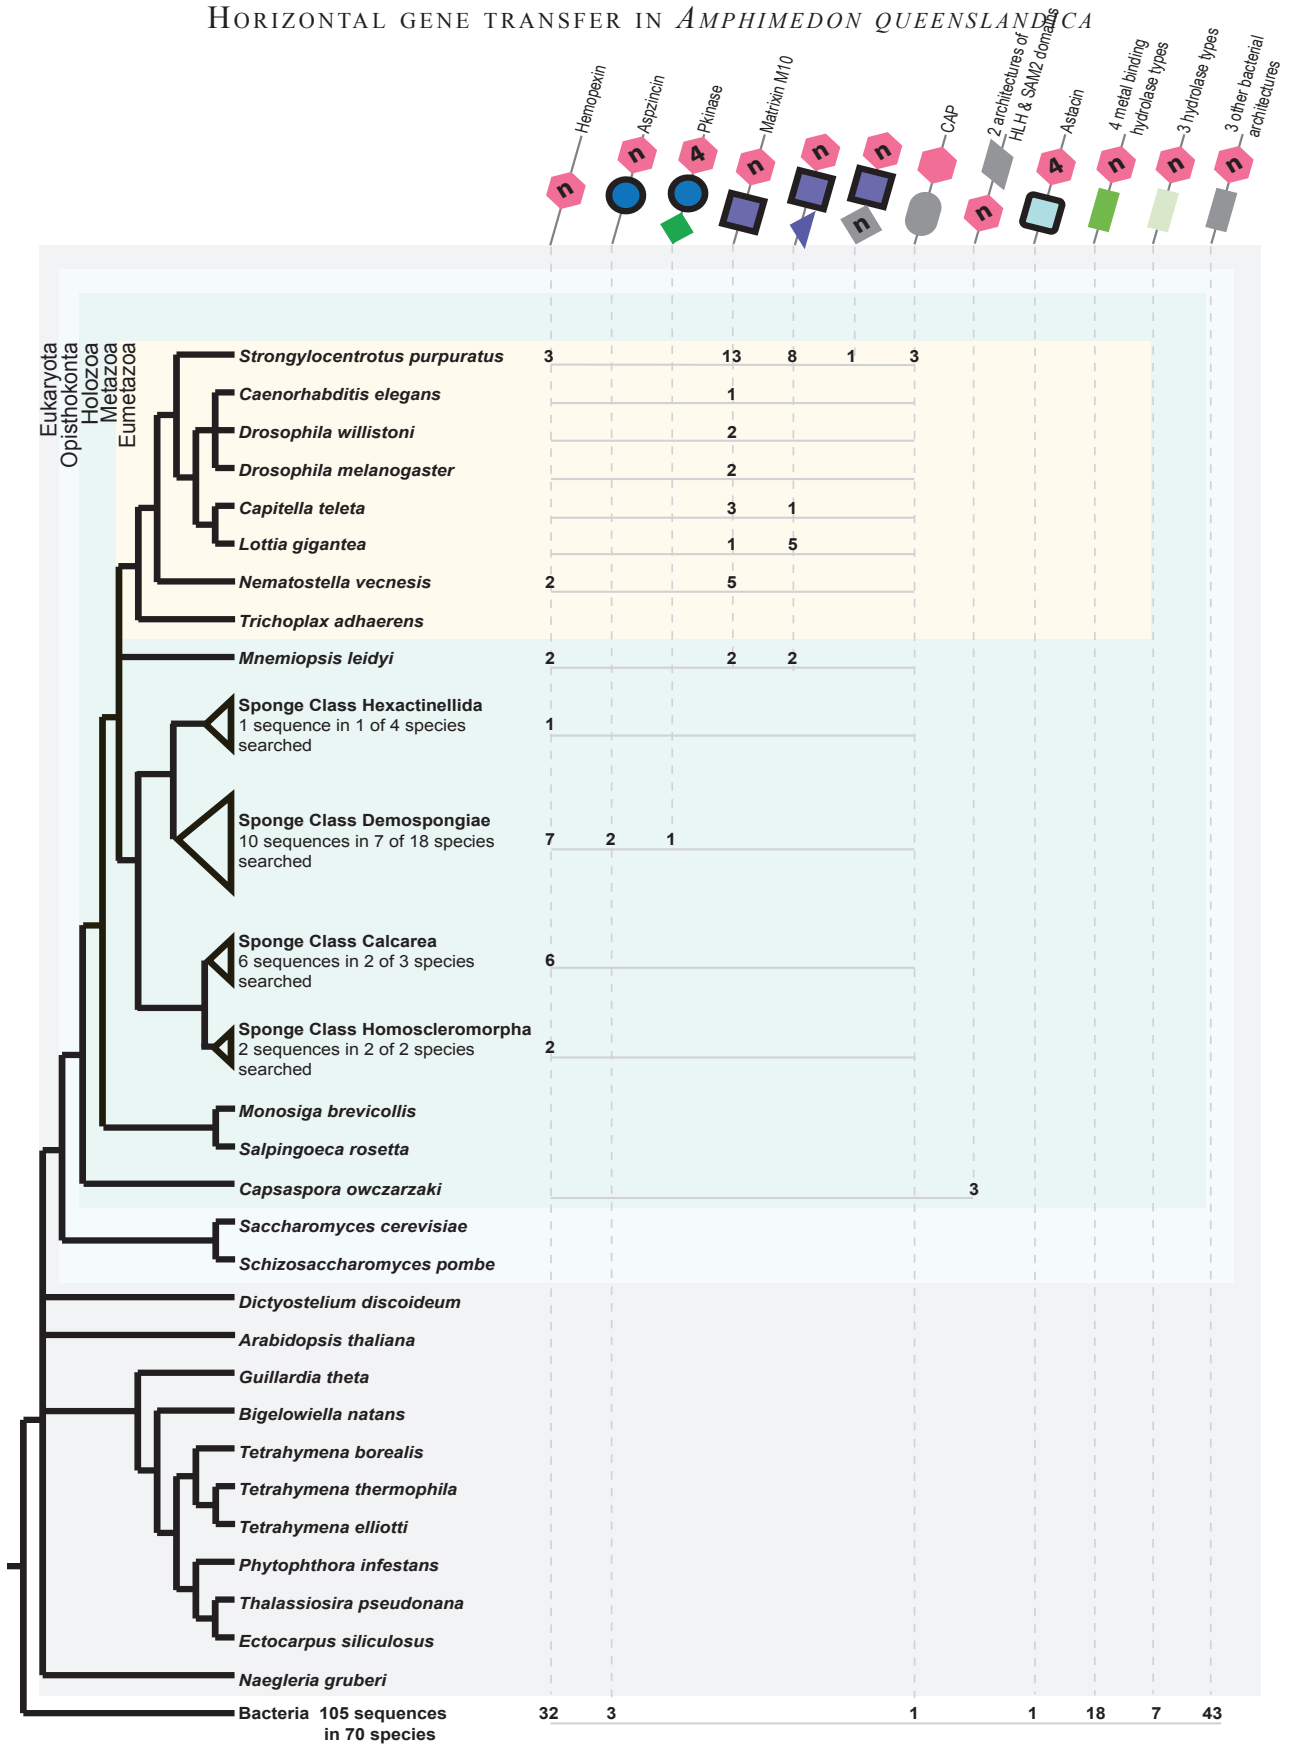 HORIZONTAL GENE TRANSFER IN AMPHIMEDON QUEENSLANDICA
Hemopexin
Aspzincin
Pkinase
Matrixin M10
CAP
2 architectures of
HLH & SAM2 domains
Astacin
4 metal binding
hydrolase types
3 hydrolase types
3 other bacterial
architectures
n
n
4
n
n
n
n
n
4
n
n
n
Eukaryota
Opisthokonta
Holozoa
Metazoa
Eumetazoa
Strongylocentrotus purpuratus 3 13 8 1 3
Caenorhabditis elegans 1
Drosophila willistoni 2
Drosophila melanogaster 2
Capitella teleta 3 1
Lottia gigantea 1 5
Nematostella vecnesis 2 5
Trichoplax adhaerens
Mnemiopsis leidyi 2 2 2
Sponge Class Hexactinellida
1 sequence in 1 of 4 species 1
searched
Sponge Class Demospongiae
10 sequences in 7 of 18 species 7 2 1
searched
Sponge Class Calcarea
6 sequences in 2 of 3 species 6
searched
Sponge Class Homoscleromorpha
2 sequences in 2 of 2 species 2
searched
Monosiga brevicollis
Salpingoeca rosetta
Capsaspora owczarzaki 3
Saccharomyces cerevisiae
Schizosaccharomyces pombe
Dictyostelium discoideum
Arabidopsis thaliana
Guillardia theta
Bigelowiella natans
Tetrahymena borealis
Tetrahymena thermophila
Tetrahymena elliotti
Phytophthora infestans
Thalassiosira pseudonana
Ectocarpus siliculosus
Naegleria gruberi
Bacteria 105 sequences 32 3 1 1 18 7 43
in 70 species